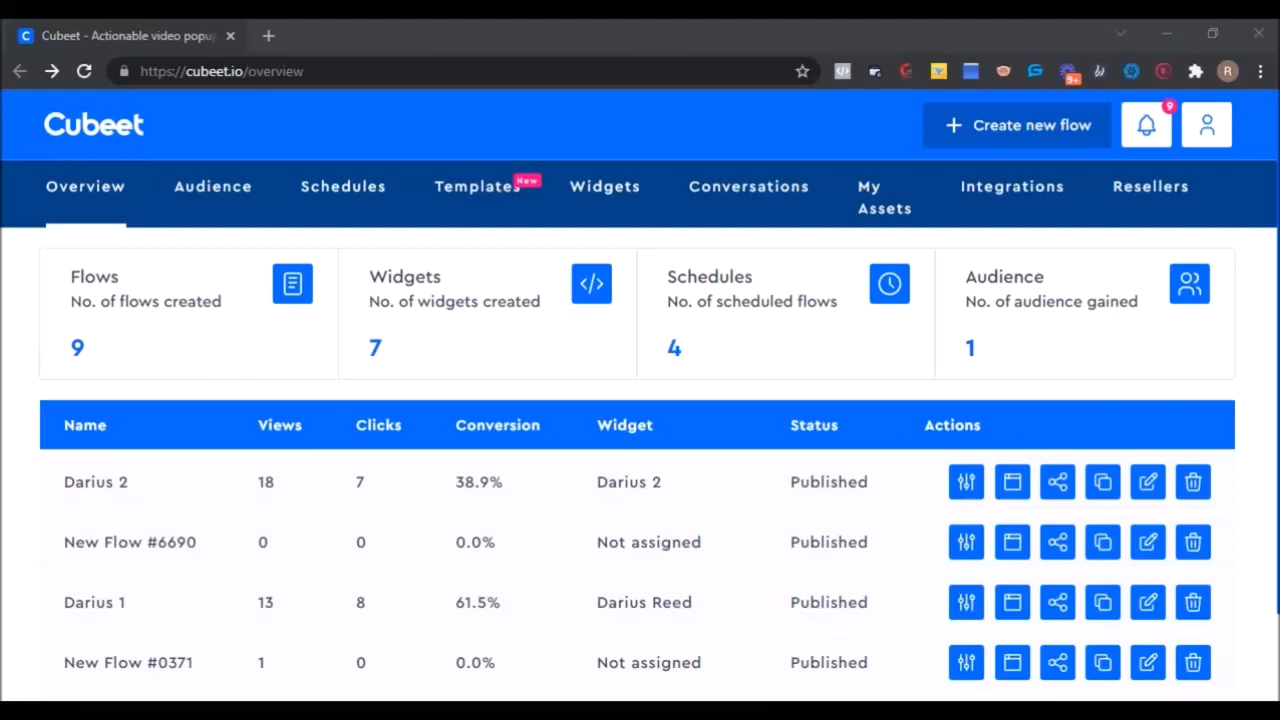 Cubeet - Actionable video popup
https://cubeet.io/overview
9+
R
Cubeet
Create new flow
9
Overview
Audience
Schedules
Templates
New
Widgets
Conversations
My
Assets
Integrations
Resellers
Flows
No. of flows created
9
Widgets
No. of widgets created
7
Schedules
No. of scheduled flows
4
Audience
No. of audience gained
1
Name Views Clicks Conversion Widget Status Actions
Darius 2 18 7 38.9% Darius 2 Published
New Flow #6690 0 0 0.0% Not assigned Published
Darius 1 13 8 61.5% Darius Reed Published
New Flow #0371 1 0 0.0% Not assigned Published